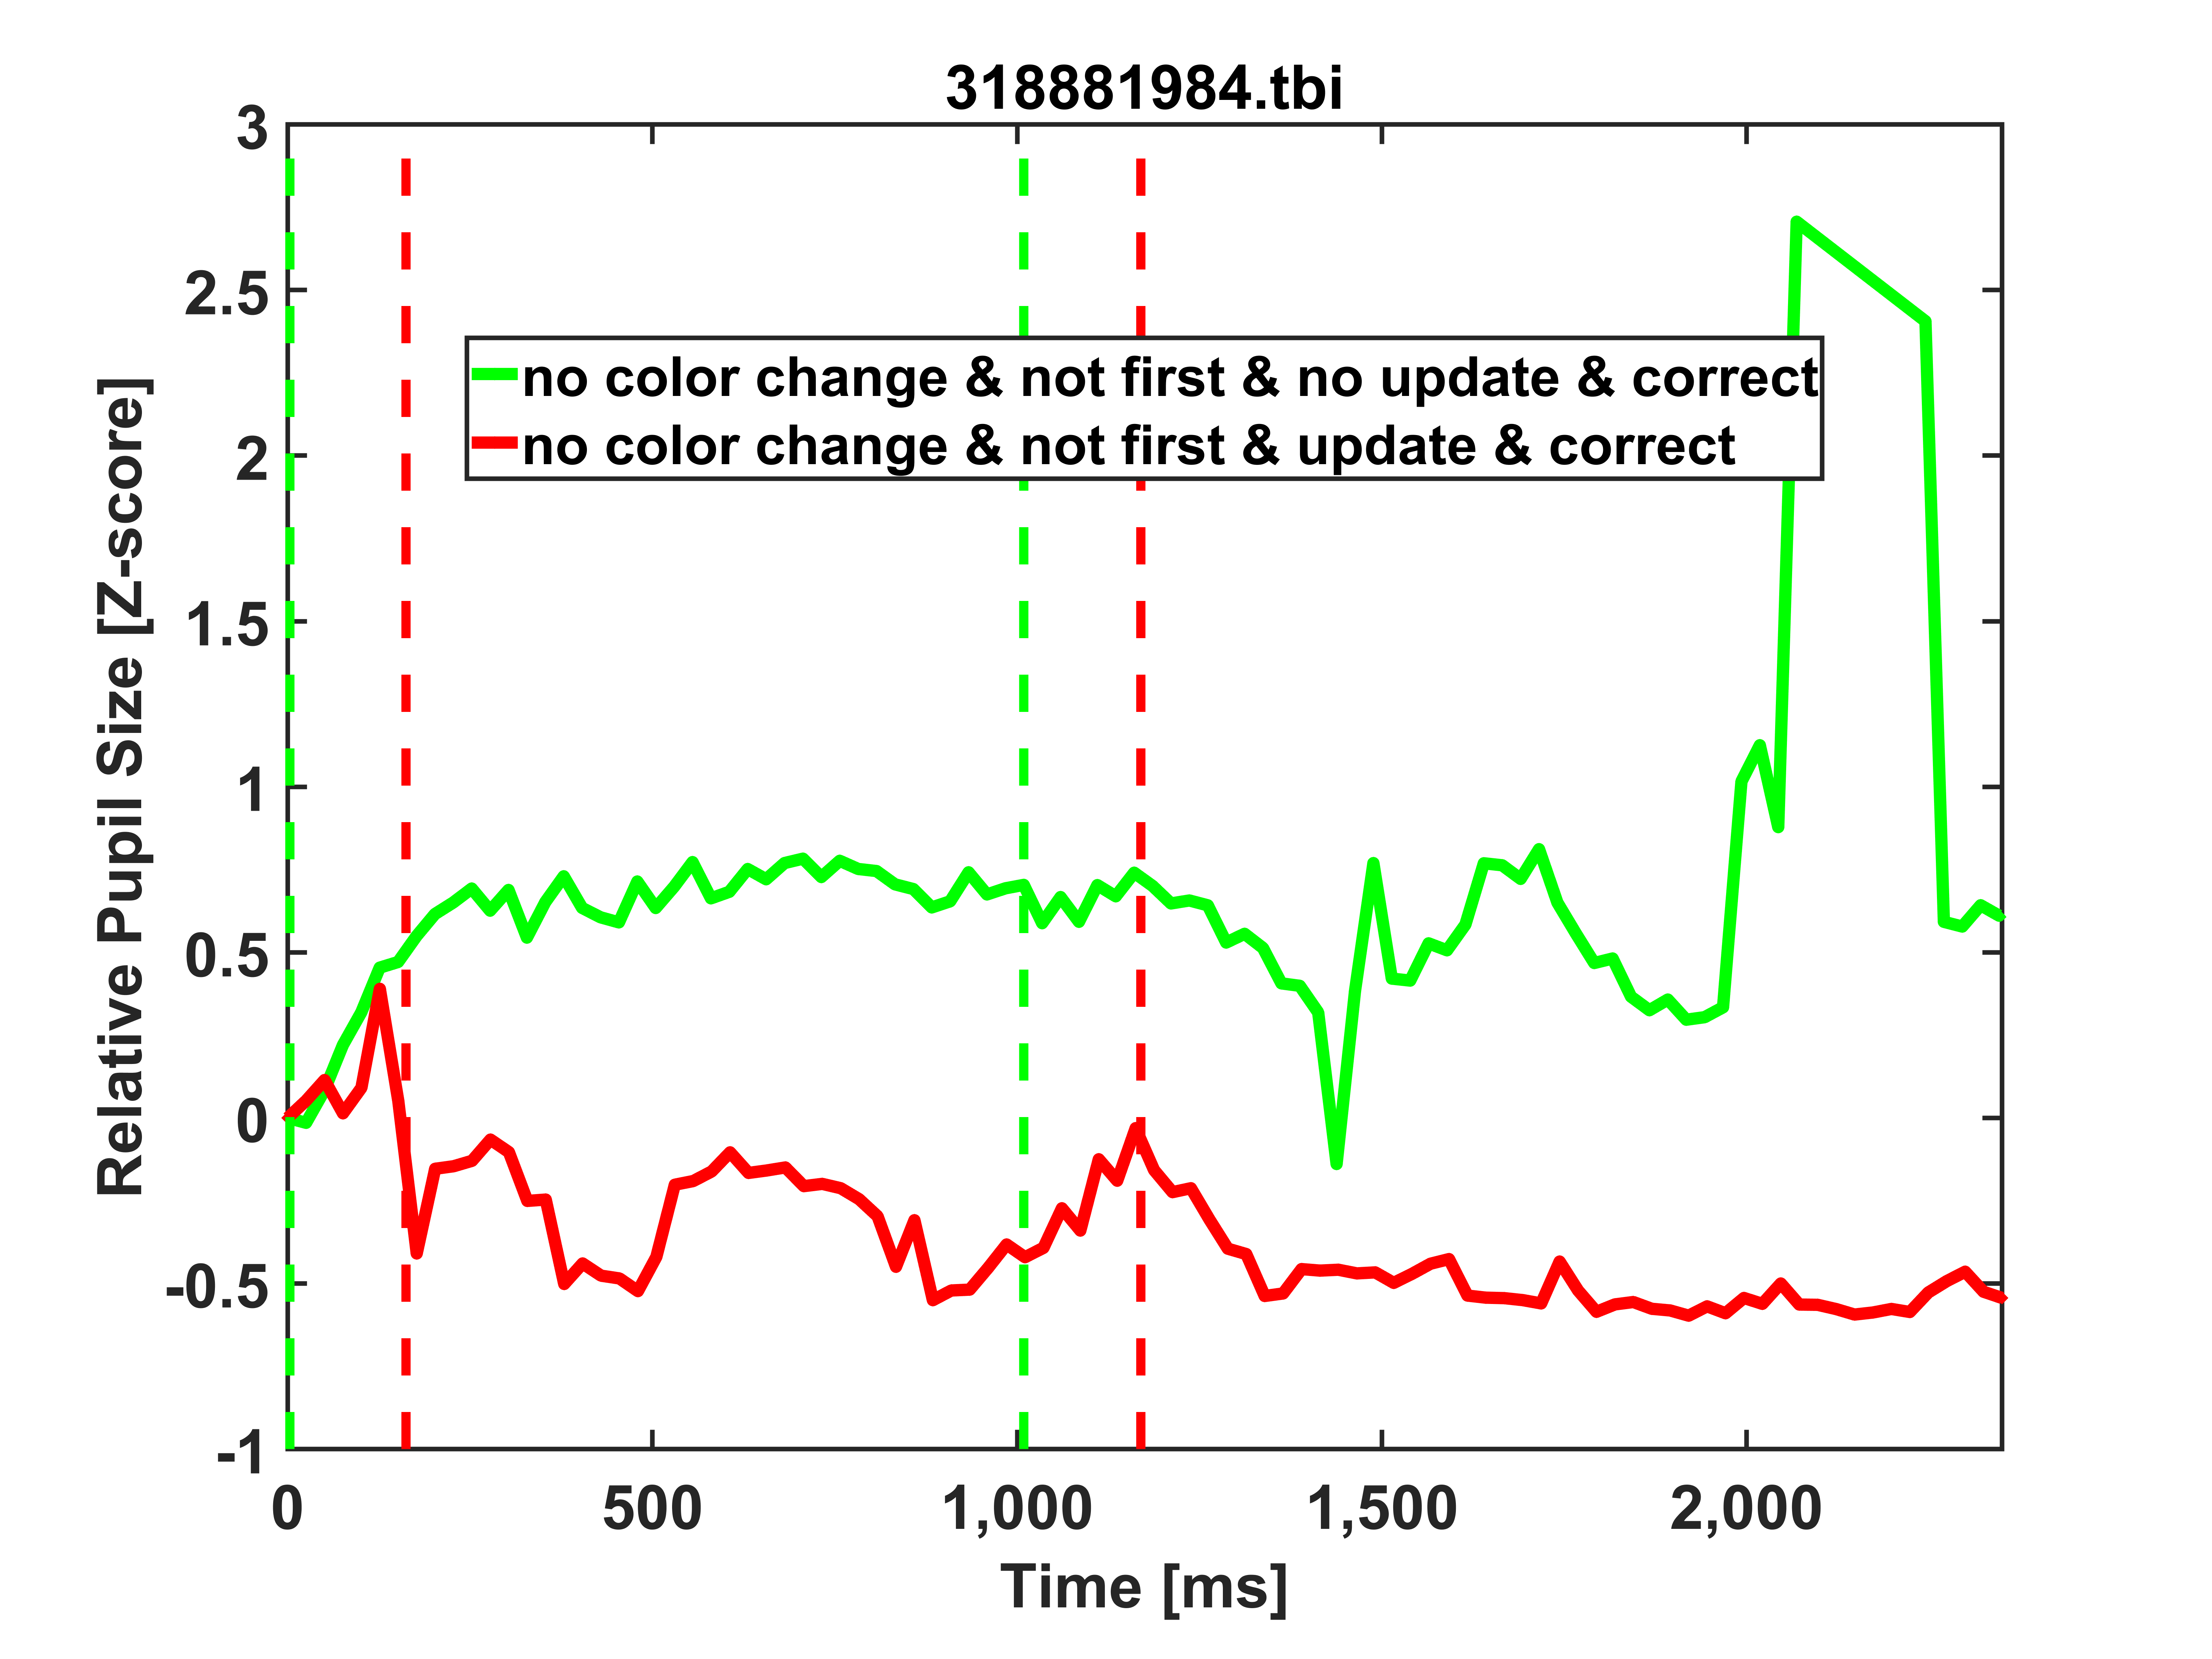 318881984.tbi
3
2.5
2
1.5
1
0.5
0
-0.5
-1
Relative Pupil Size [Z-score]
no color change & not first & no update & correct
no color change & not first & update & correct
0 500 1,000 1,500 2,000
Time [ms]